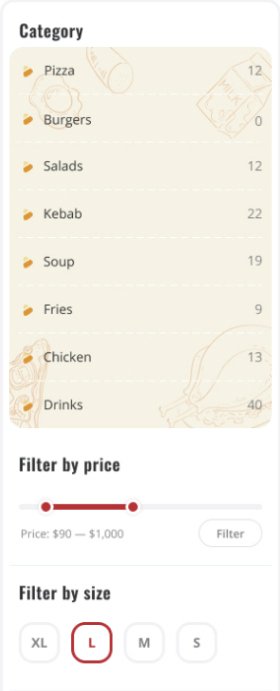 Category
Pizza 12
Burgers 0
Salads 12
Kebab 22
Soup 19
Fries 9
Chicken 13
Drinks 40
Filter by price
Price: $90 — $1,000 Filter
Filter by size
XL L M S
MILK